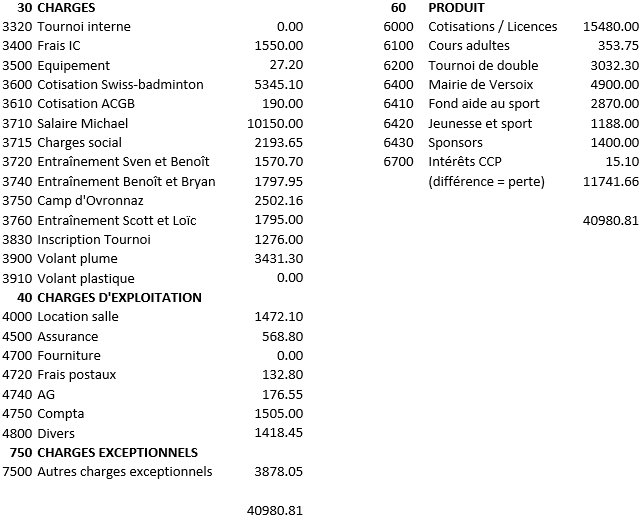 30 CHARGES 60 PRODUIT
3320 Tournoi interne 0.00 6000 Cotisations / Licences 15480.00
3400 Frais IC 1550.00 6100 Cours adultes 353.75
3500 Equipement 27.20 6200 Tournoi de double 3032.30
3600 Cotisation Swiss-badminton 5345.10 6400 Mairie de Versoix 4900.00
3610 Cotisation ACGB 190.00 6410 Fond aide au sport 2870.00
3710 Salaire Michael 10150.00 6420 Jeunesse et sport 1188.00
3715 Charges social 2193.65 6430 Sponsors 1400.00
3720 Entraînement Sven et Benoît 1570.70 6700 Intérêts CCP 15.10
3740 Entraînement Benoît et Bryan 1797.95 (différence = perte) 11741.66
3750 Camp d'Ovronnaz 2502.16
3760 Entraînement Scott et Loïc 1795.00 40980.81
3830 Inscription Tournoi 1276.00
3900 Volant plume 3431.30
3910 Volant plastique 0.00
40 CHARGES D'EXPLOITATION
4000 Location salle 1472.10
4500 Assurance 568.80
4700 Fourniture 0.00
4720 Frais postaux 132.80
4740 AG 176.55
4750 Compta 1505.00
4800 Divers 1418.45
750 CHARGES EXCEPTIONNELS
7500 Autres charges exceptionnels 3878.05
40980.81